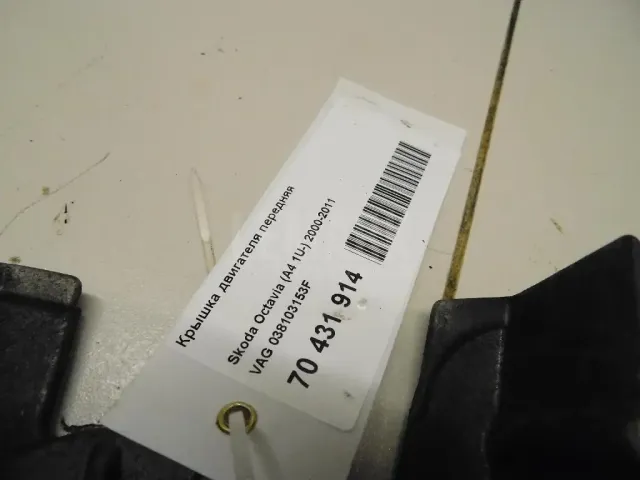 Крышка двигателя передняя
Skoda Octavia (A4 1U-) 2000-2011
VAG 038103153F
70 431 914